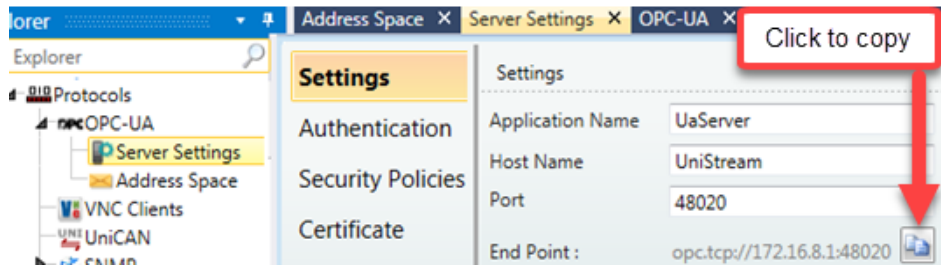 lorer
Address Space X
Server Settings X
OPC-UA X
Click to copy
Explorer
Protocols
OPC-UA
Server Settings
Address Space
VNC Clients
UniCAN
SNMP
Settings
Authentication
Security Policies
Certificate
Settings
Application Name UaServer
Host Name UniStream
Port 48020
End Point : opc.tcp://172.16.8.1:48020